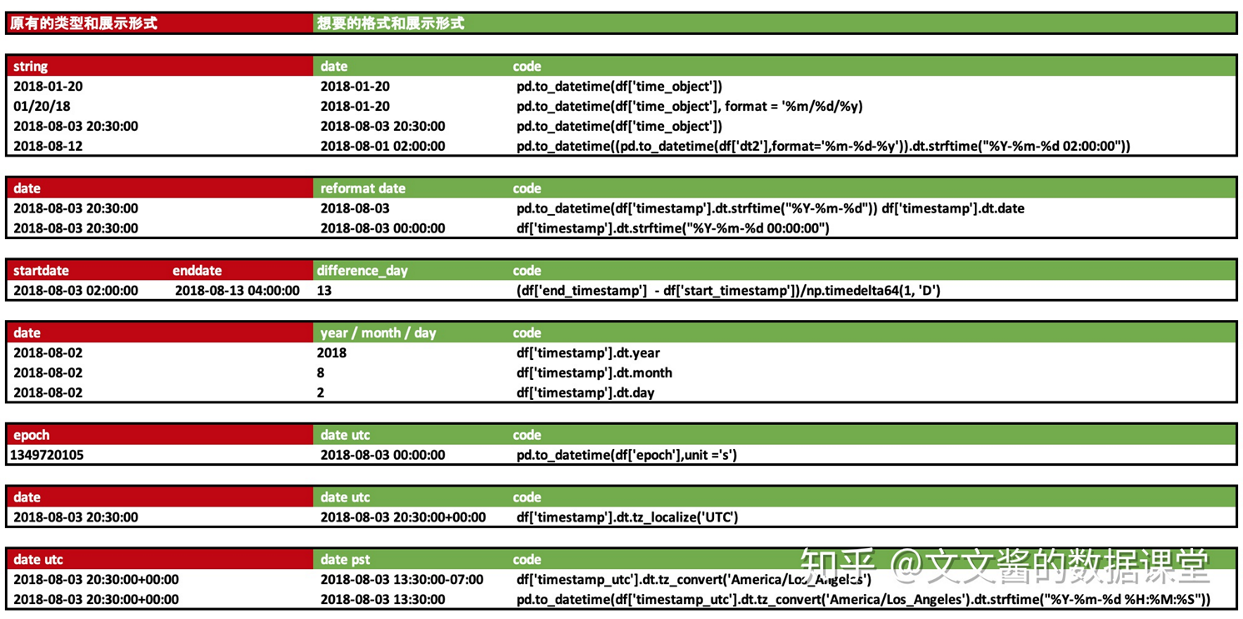 原有的类型和展示形式 想要的格式和展示形式
string date code
2018-01-20 2018-01-20 pd.to_datetime(df['time_object'])
01/20/18 2018-01-20 pd.to_datetime(df['time_object'], format = '%m/%d/%y)
2018-08-03 20:30:00 2018-08-03 20:30:00 pd.to_datetime(df['time_object'])
2018-08-12 2018-08-01 02:00:00 pd.to_datetime((pd.to_datetime(df['dt2'],format='%m-%d-%y')).dt.strftime("%Y-%m-%d 02:00:00"))
date reformat date code
2018-08-03 20:30:00 2018-08-03 pd.to_datetime(df['timestamp'].dt.strftime("%Y-%m-%d")) df['timestamp'].dt.date
2018-08-03 20:30:00 2018-08-03 00:00:00 df['timestamp'].dt.strftime("%Y-%m-%d 00:00:00")
startdate enddate difference_day code
2018-08-03 02:00:00 2018-08-13 04:00:00 13 (df['end_timestamp'] - df['start_timestamp'])/np.timedelta64(1, 'D')
date year / month / day code
2018-08-02 2018 df['timestamp'].dt.year
2018-08-02 8 df['timestamp'].dt.month
2018-08-02 2 df['timestamp'].dt.day
epoch date utc code
1349720105 2018-08-03 00:00:00 pd.to_datetime(df['epoch'],unit ='s')
date date utc code
2018-08-03 20:30:00 2018-08-03 20:30:00+00:00 df['timestamp'].dt.tz_localize('UTC')
date utc date pst code
知乎 @文文酱的数据课堂
2018-08-03 20:30:00+00:00 2018-08-03 13:30:00-07:00 df['timestamp_utc'].dt.tz_convert('America/Los_Angeles')
2018-08-03 20:30:00+00:00 2018-08-03 13:30:00 pd.to_datetime(df['timestamp_utc'].dt.tz_convert('America/Los_Angeles').dt.strftime("%Y-%m-%d %H:%M:%S"))